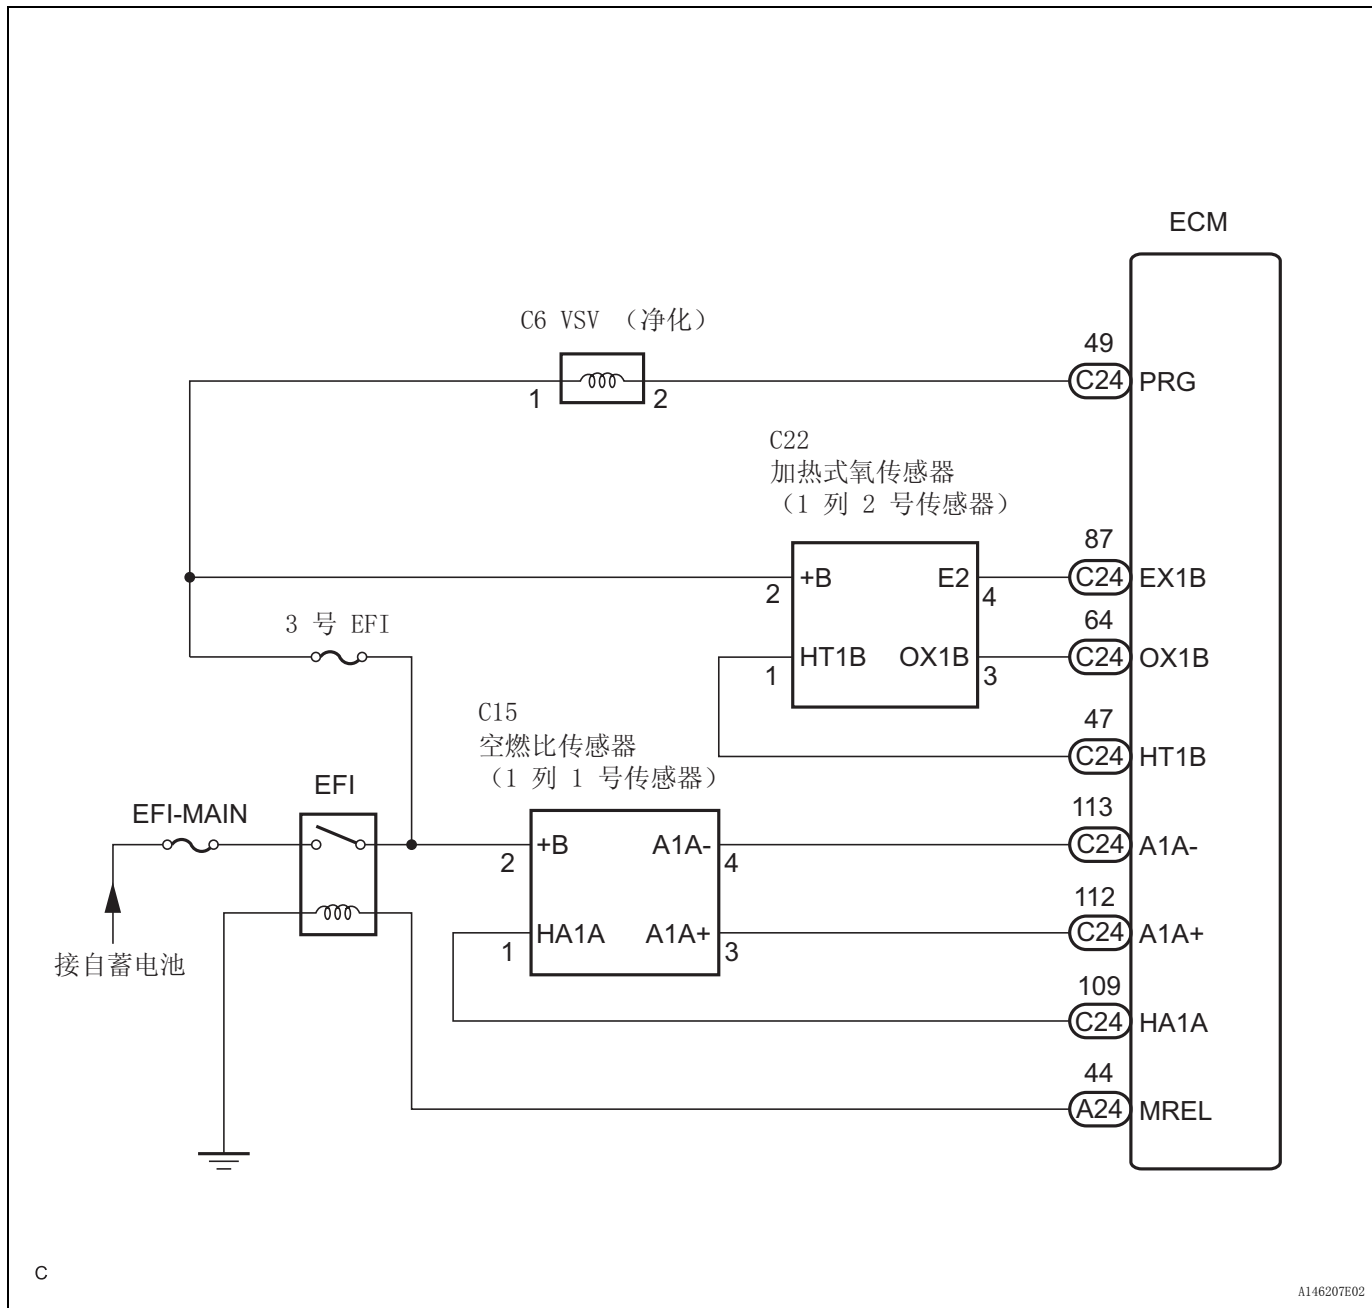 ECM
C6 VSV （净化）
1
2
49
C24
PRG
C22
加热式氧传感器
（1 列 2 号传感器）
2
+B
E2
4
87
C24
EX1B
3 号 EFI
1
HT1B
OX1B
3
64
C24
OX1B
C15
空燃比传感器
（1 列 1 号传感器）
47
C24
HT1B
EFI-MAIN
EFI
2
+B
A1A-
4
113
C24
A1A-
接自蓄电池
1
HA1A
A1A+
3
112
C24
A1A+
109
C24
HA1A
44
A24
MREL
C
A146207E02